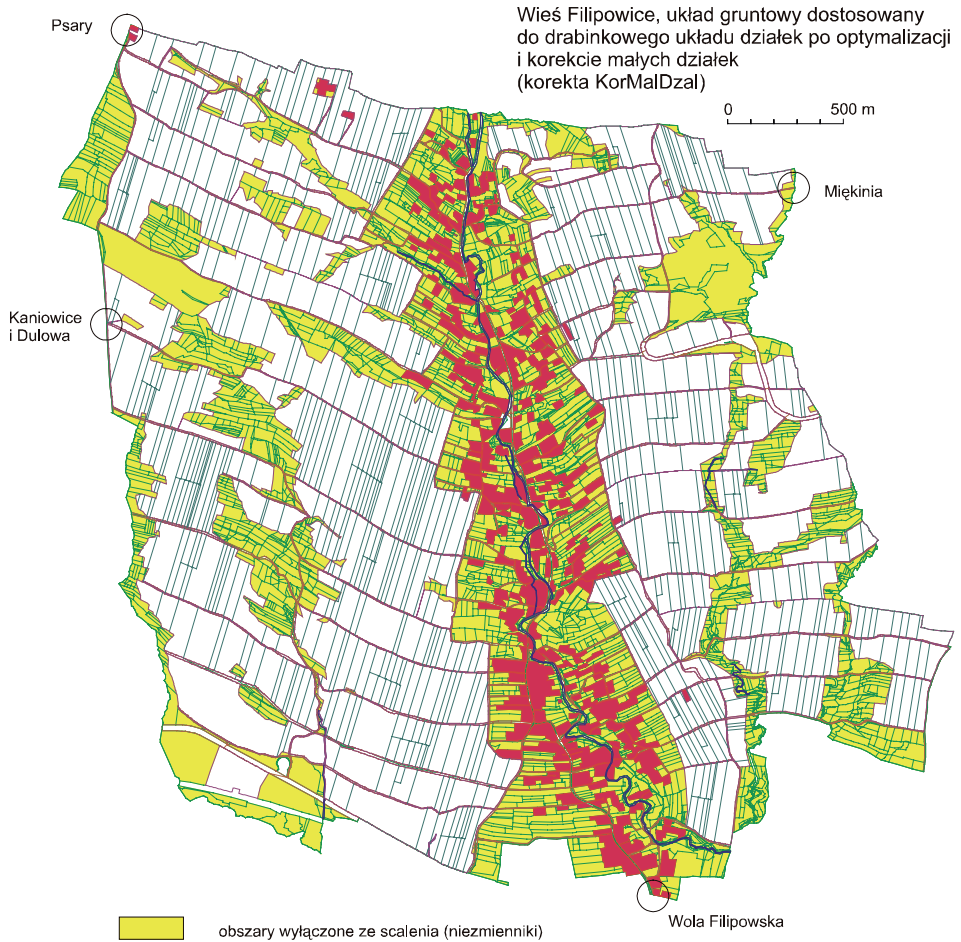 Psary
Wieś Filipowice, układ gruntowy dostosowany
do drabinkowego układu działek po optymalizacji
i korekcie małych działek
(korekta KorMalDzal)
0 500 m
Miękinia
Kaniowice
i Dulowa
Wola Filipowska
obszary wyłączone ze scalenia (niezmienniki)